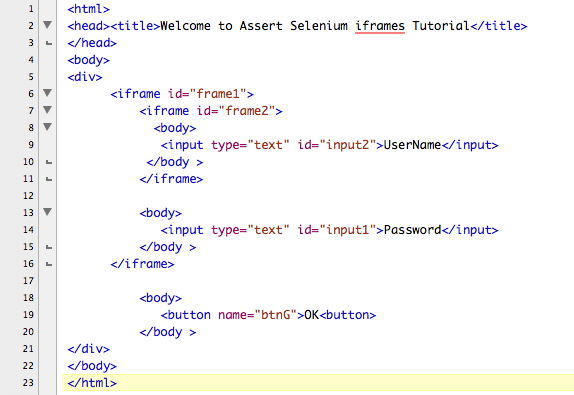 1 <html>
2 <head><title>Welcome to Assert Selenium iframes Tutorial</title>
3 </head>
4 <body>
5 <div>
6 <iframe id="frame1">
7 <iframe id="frame2">
8 <body>
9 <input type="text" id="input2">UserName</input>
10 </body >
11 </iframe>
12
13 <body>
14 <input type="text" id="input1">Password</input>
15 </body >
16 </iframe>
17
18 <body>
19 <button name="btnG">OK<button>
20 </body >
21 </div>
22 </body>
23 </html>